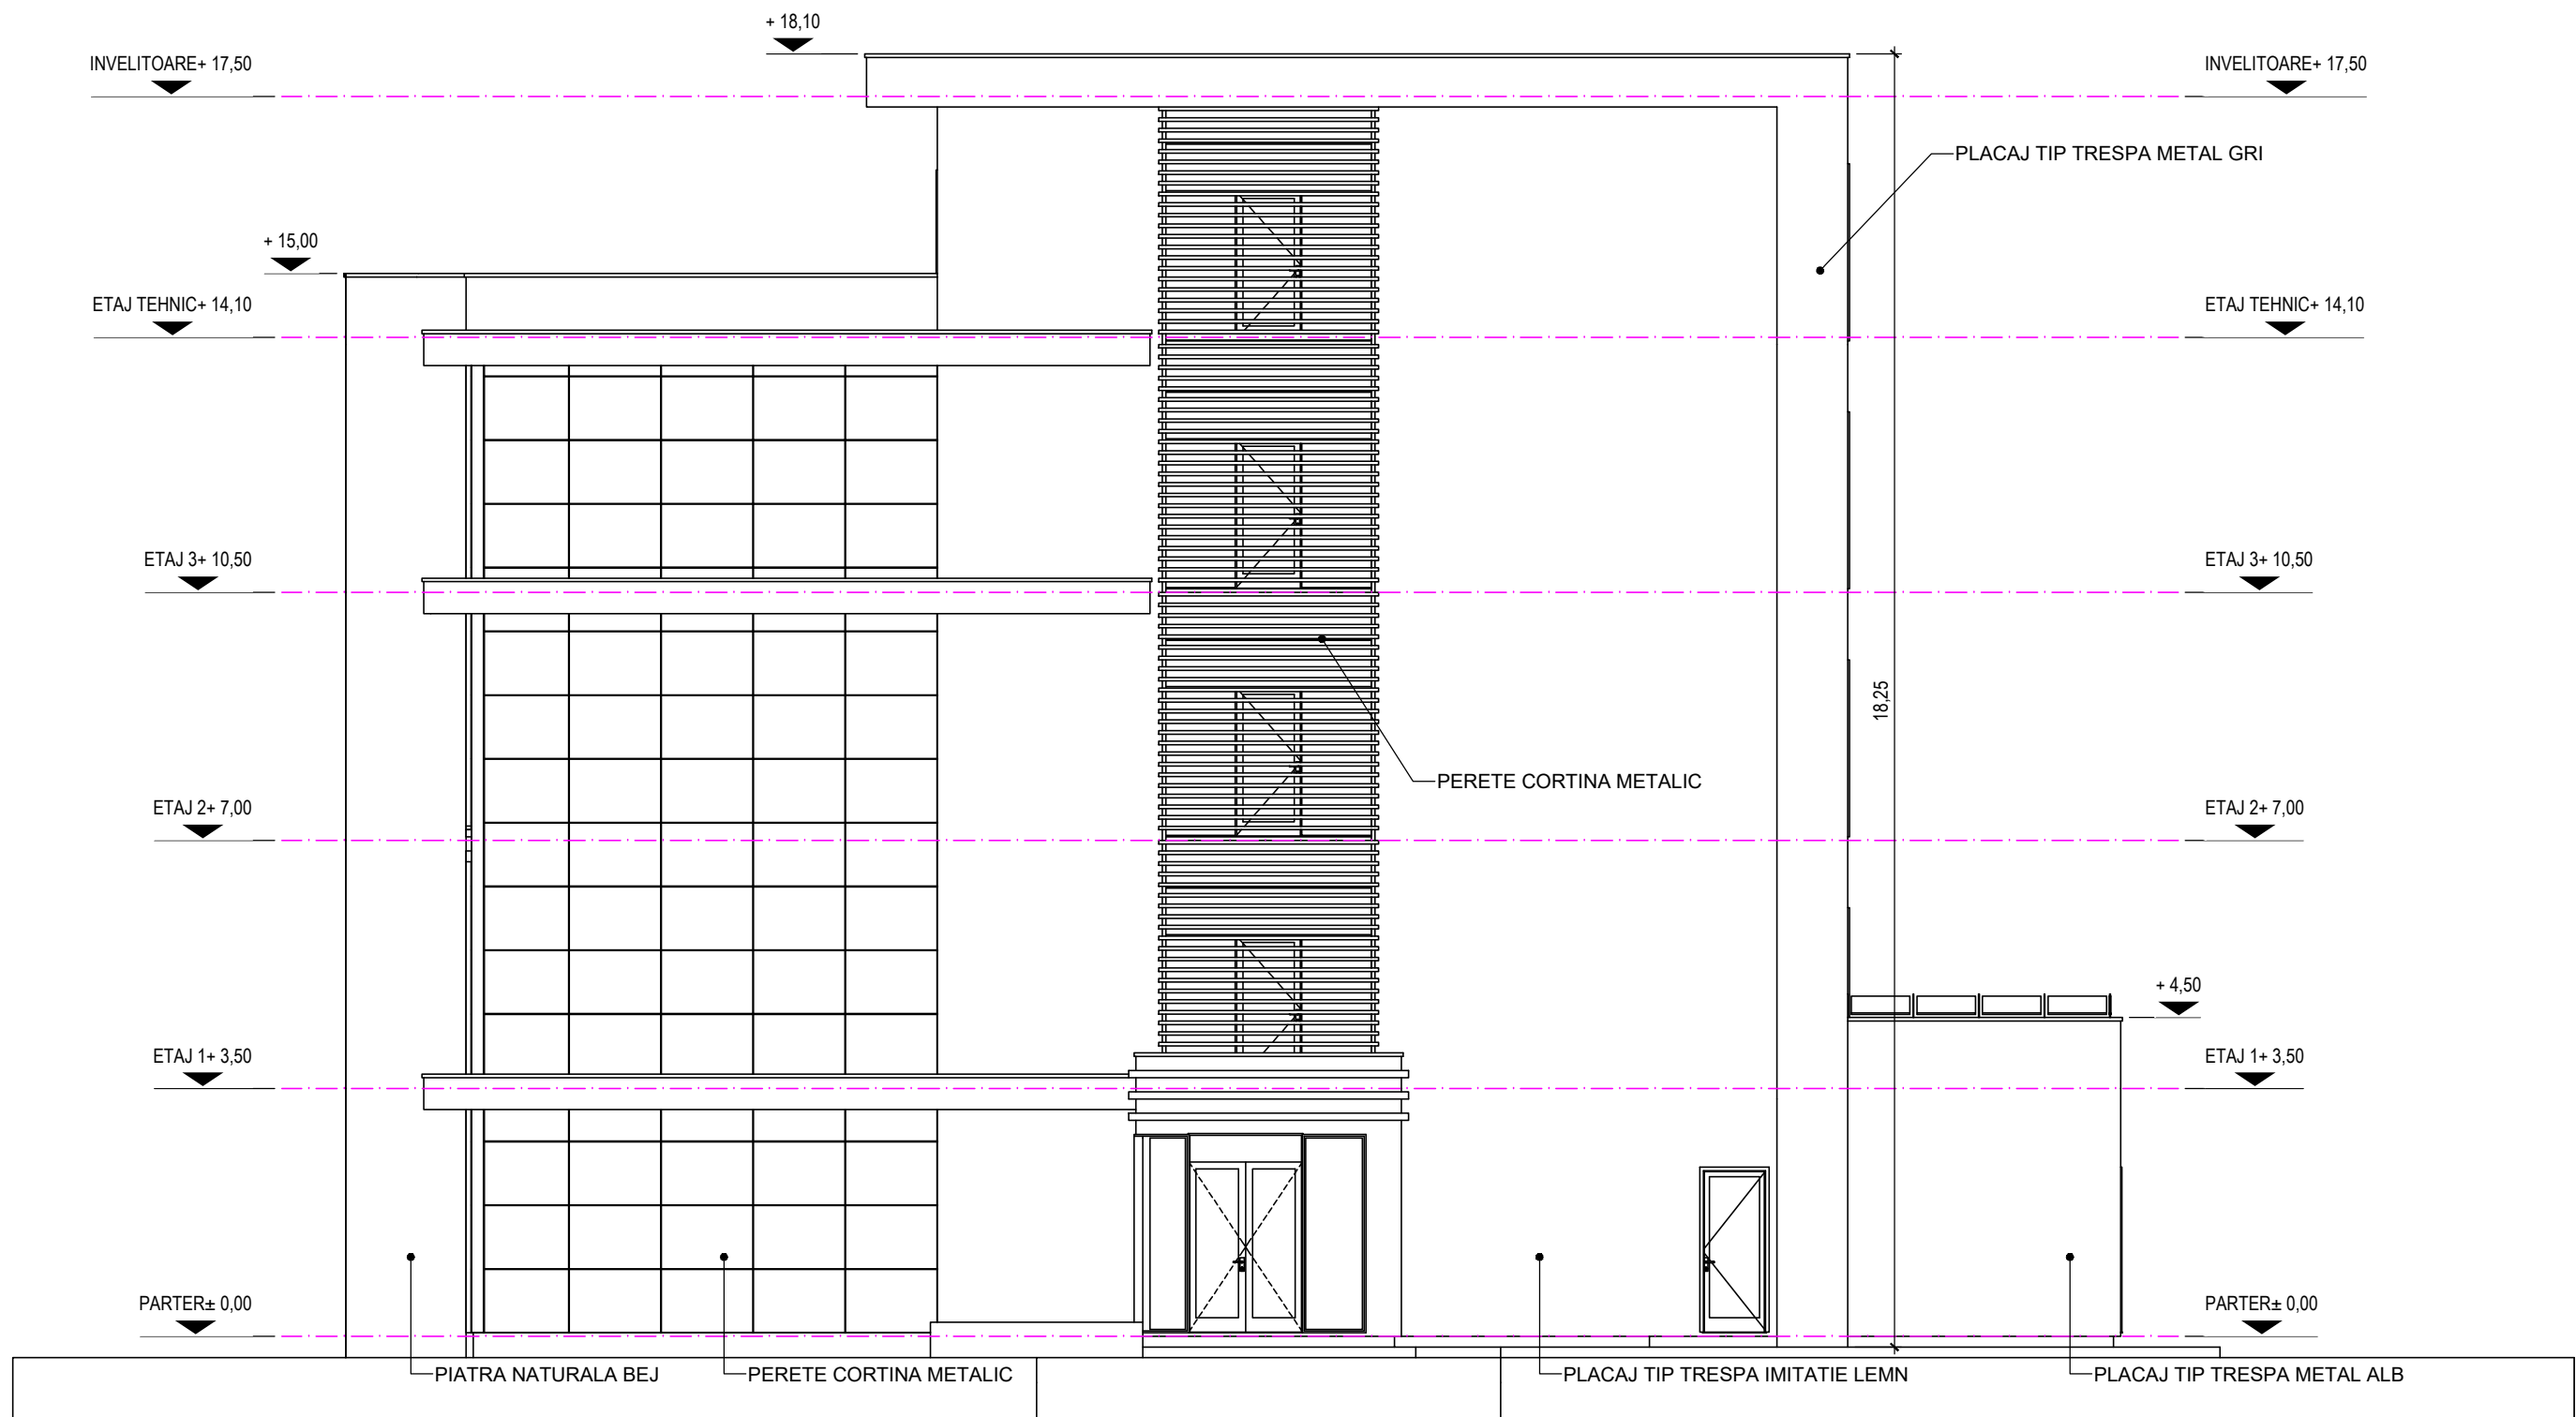 + 18,10
INVELITOARE+ 17,50
INVELITOARE+ 17,50
PLACAJ TIP TRESPA METAL GRI
+ 15,00
ETAJ TEHNIC+ 14,10
ETAJ TEHNIC+ 14,10
ETAJ 3+ 10,50
ETAJ 3+ 10,50
18,25
PERETE CORTINA METALIC
ETAJ 2+ 7,00
ETAJ 2+ 7,00
+ 4,50
ETAJ 1+ 3,50
ETAJ 1+ 3,50
PARTER± 0,00
PARTER± 0,00
PIATRA NATURALA BEJ
PERETE CORTINA METALIC
PLACAJ TIP TRESPA IMITATIE LEMN
PLACAJ TIP TRESPA METAL ALB